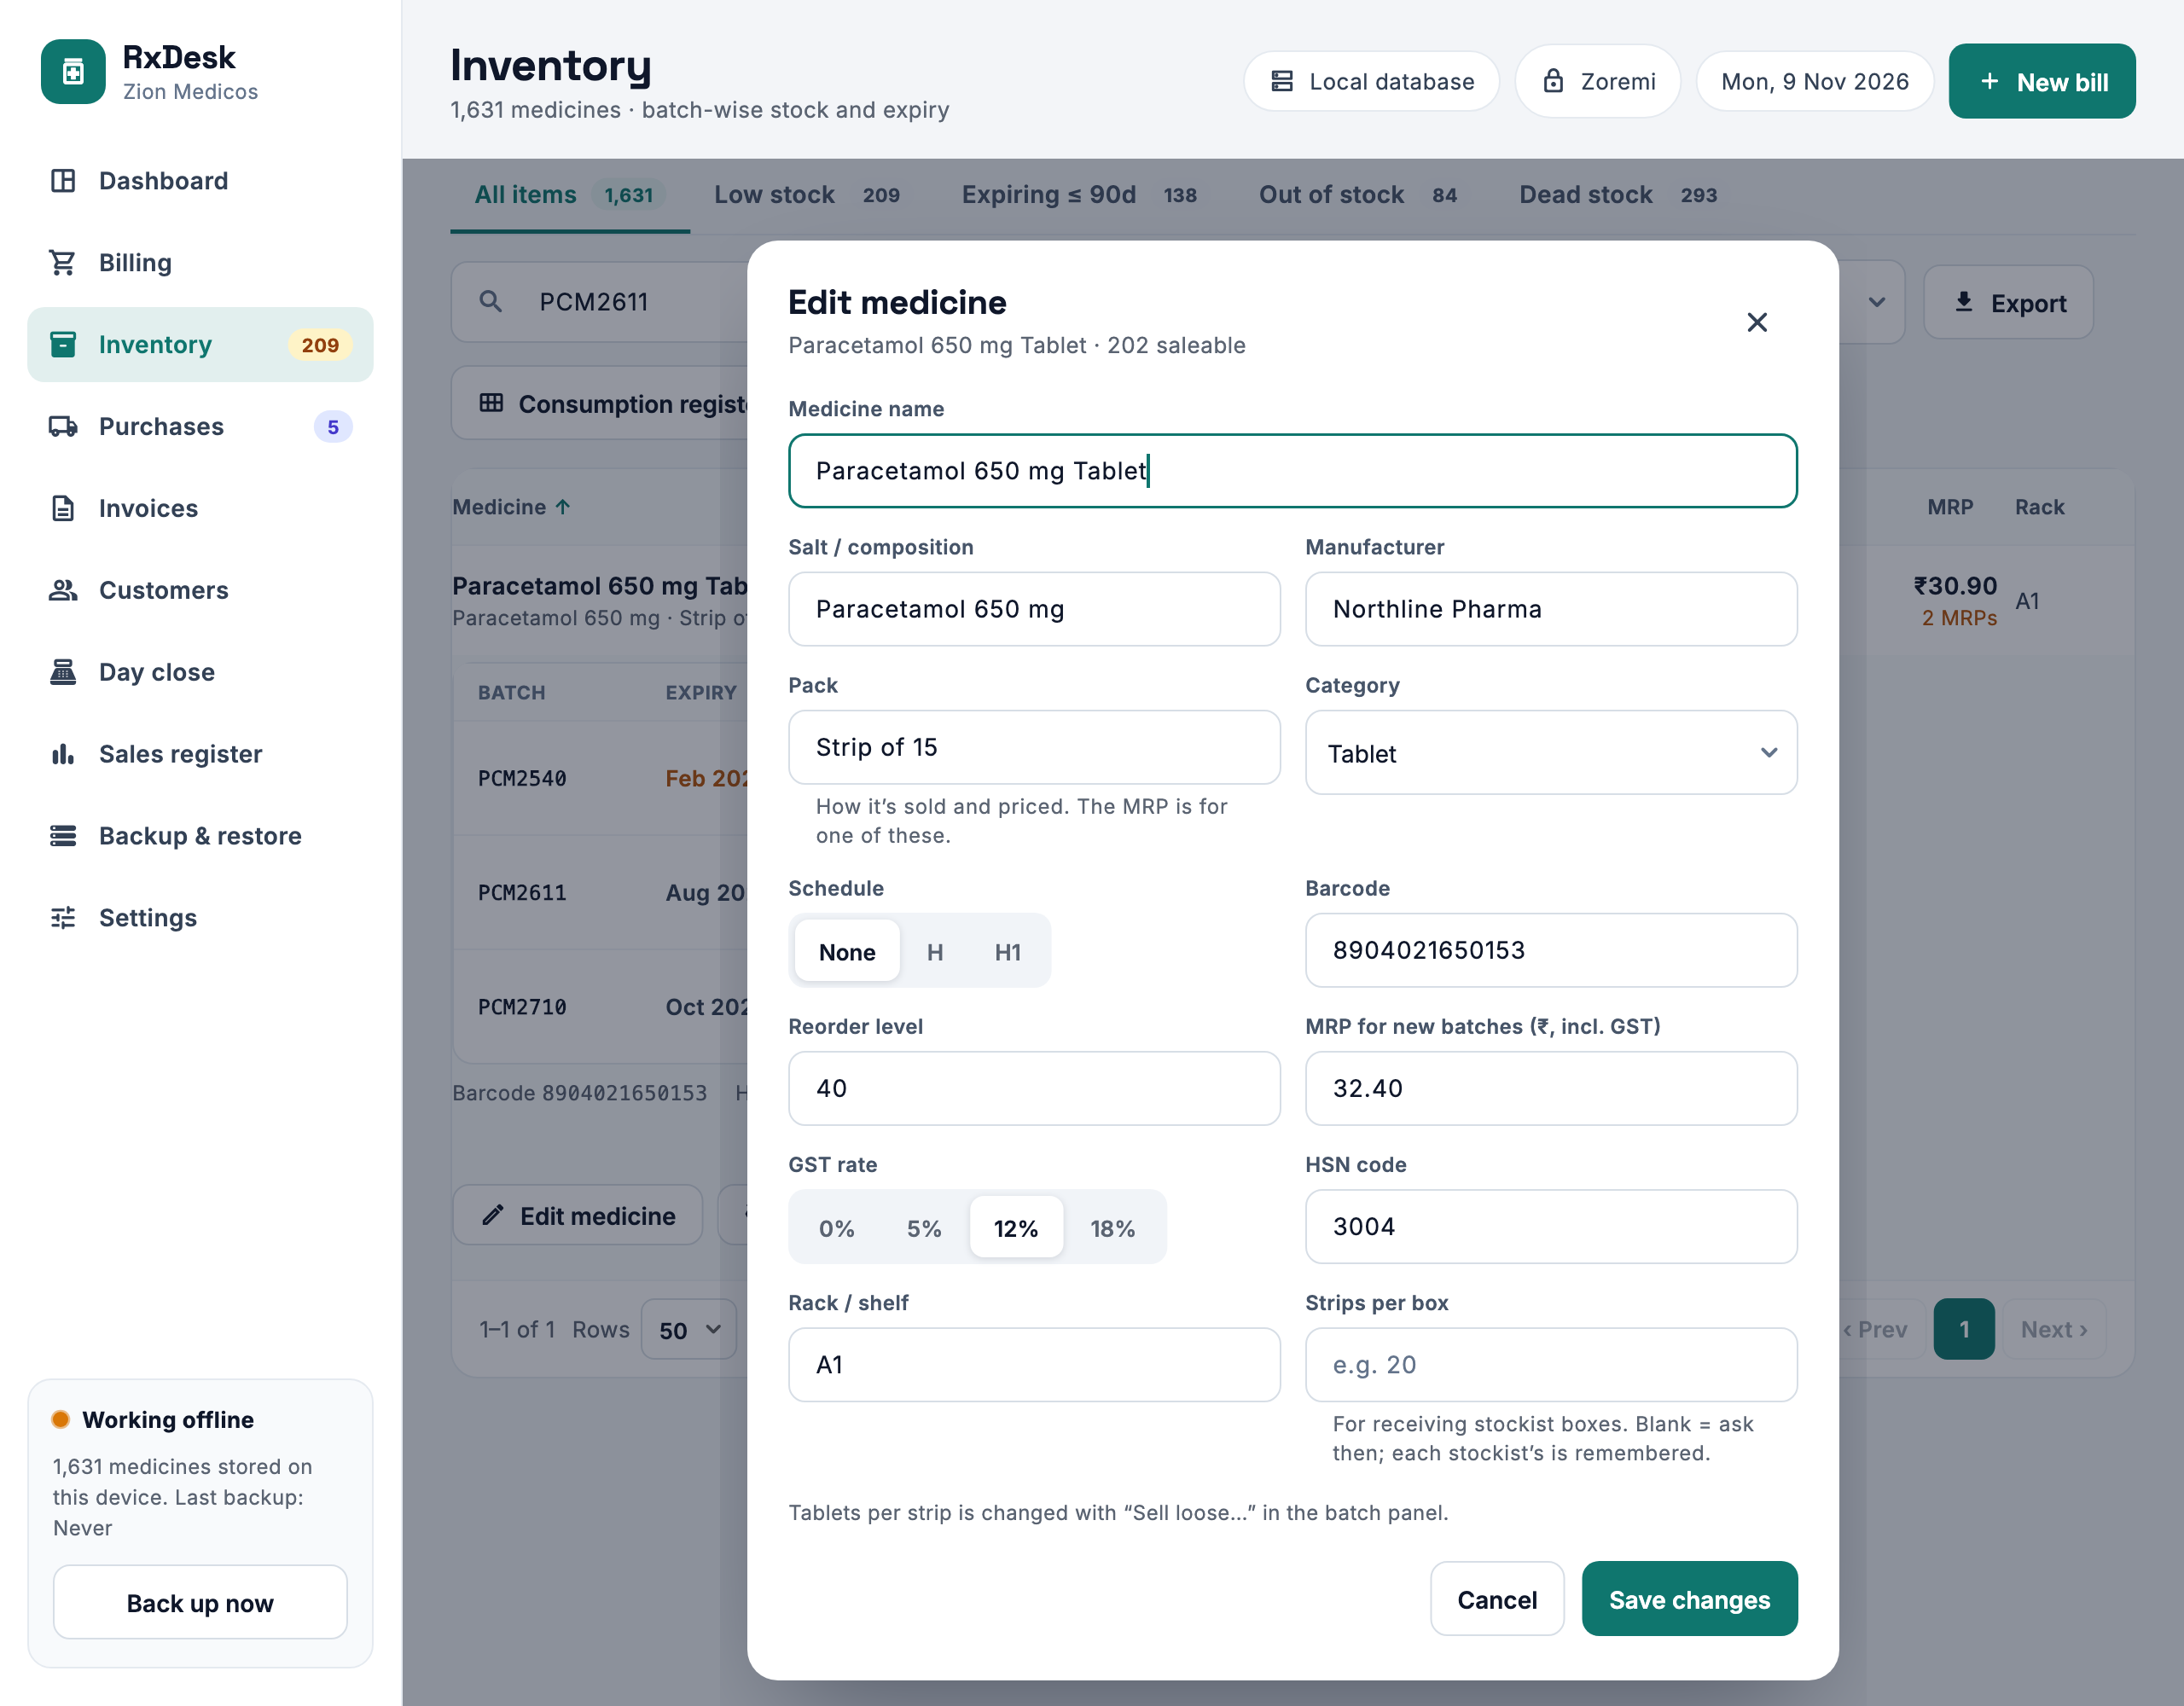 RxDesk
Zion Medicos
Dashboard
Billing
Inventory 209
Purchases 5
Invoices
Customers
Day close
Sales register
Backup & restore
Settings
Working offline
1,631 medicines stored on
this device. Last backup:
Never
Back up now
Inventory
1,631 medicines · batch-wise stock and expiry
Local database
Zoremi
Mon, 9 Nov 2026
+ New bill
All items 1,631
Low stock 209
Expiring ≤ 90d 138
Out of stock 84
Dead stock 293
PCM2611
Export
Consumption
Medicine ↑
MRP
Rack
Paracetamol 650 mg
Paracetamol 650 mg · Strip
₹30.90
2 MRPs
A1
BATCH EXPIRY
PCM2540 Feb
PCM2611 Aug
PCM2710 Oct
Barcode 8904021650153
Edit medicine
1–1 of 1 Rows 50
‹ Prev 1 Next ›
Edit medicine
Paracetamol 650 mg Tablet · 202 saleable
Medicine name
Paracetamol 650 mg Tablet
Salt / composition
Paracetamol 650 mg
Manufacturer
Northline Pharma
Pack
Strip of 15
How it’s sold and priced. The MRP is for
one of these.
Category
Tablet
Schedule
None H H1
Barcode
8904021650153
Reorder level
40
MRP for new batches (₹, incl. GST)
32.40
GST rate
0% 5% 12% 18%
HSN code
3004
Rack / shelf
A1
Strips per box
e.g. 20
For receiving stockist boxes. Blank = ask
then; each stockist’s is remembered.
Tablets per strip is changed with “Sell loose…” in the batch panel.
Cancel
Save changes